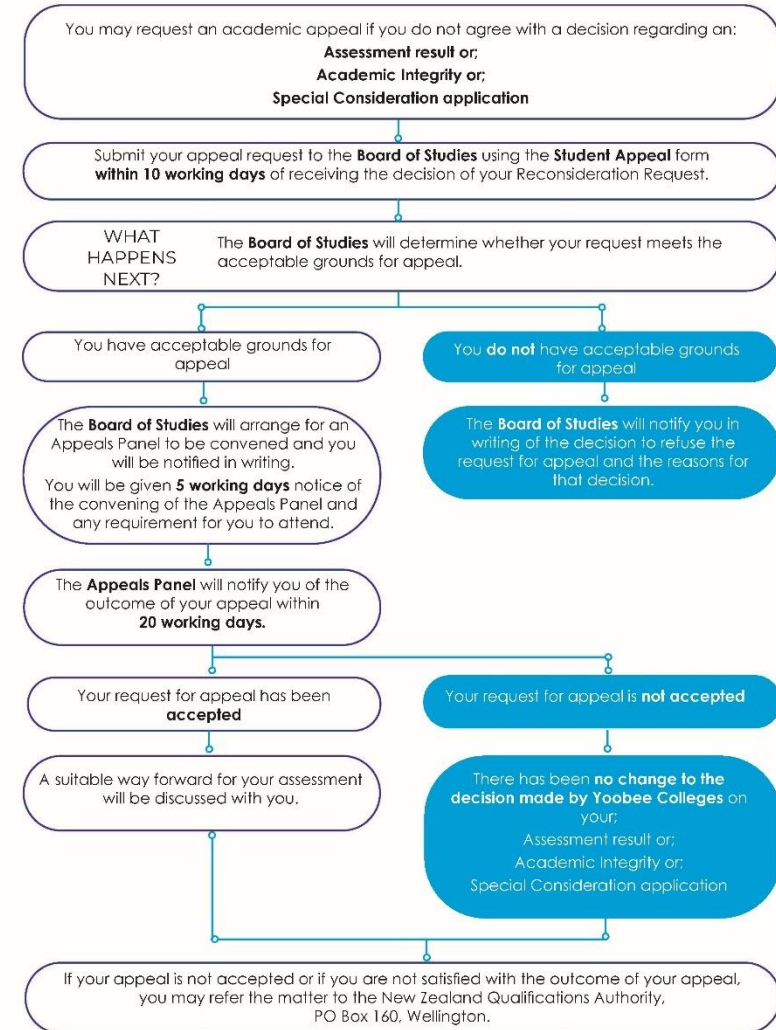 You may request an academic appeal if you do not agree with a decision regarding an:
Assessment result or;
Academic Integrity or;
Special Consideration application
Submit your appeal request to the Board of Studies using the Student Appeal form
within 10 working days of receiving the decision of your Reconsideration Request.
WHAT
HAPPENS
NEXT?
The Board of Studies will determine whether your request meets the
acceptable grounds for appeal.
You have acceptable grounds for
appeal
You do not have acceptable grounds
for appeal
The Board of Studies will arrange for an
Appeals Panel to be convened and you
will be notified in writing.
You will be given 5 working days notice of
the convening of the Appeals Panel and
any requirement for you to attend.
The Board of Studies will notify you in
writing of the decision to refuse the
request for appeal and the reasons for
that decision.
The Appeals Panel will notify you of the
outcome of your appeal within
20 working days.
Your request for appeal has been
accepted
Your request for appeal is not accepted
A suitable way forward for your assessment
will be discussed with you.
There has been no change to the
decision made by Yoobee Colleges on
your;
Assessment result or;
Academic Integrity or;
Special Consideration application
If your appeal is not accepted or if you are not satisfied with the outcome of your appeal,
you may refer the matter to the New Zealand Qualifications Authority,
PO Box 160, Wellington.